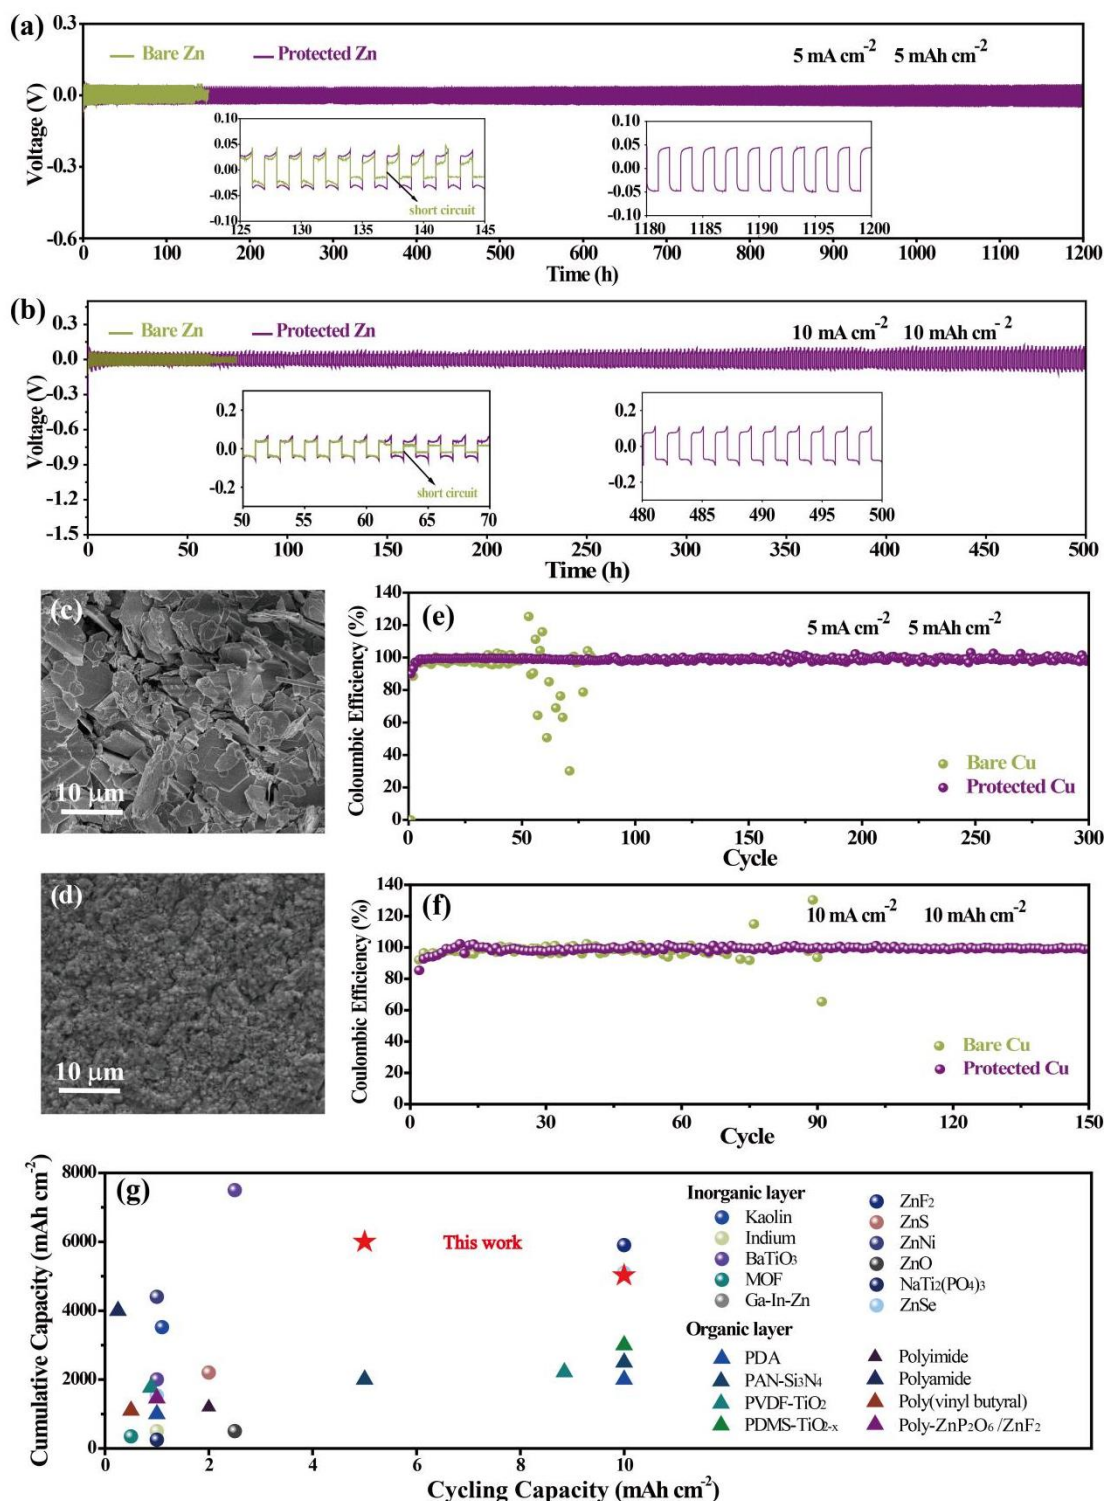 (a)
0.3
0.0
-0.3
-0.6
Voltage (V)
Bare Zn
Protected Zn
5 mA cm-2 5 mAh cm-2
0.10
0.05
0.00
-0.05
-0.10
short circuit
125 130 135 140 145
0.10
0.05
0.00
-0.05
-0.10
1180 1185 1190 1195 1200
0 100 200 300 400 500 600 700 800 900 1000 1100 1200
Time (h)
(b)
0.3
0.0
-0.3
-0.6
-0.9
-1.2
-1.5
Voltage (V)
Bare Zn
Protected Zn
10 mA cm-2 10 mAh cm-2
0.2
0.0
-0.2
short circuit
50 55 60 65 70
0.2
0.0
-0.2
480 485 490 495 500
0 50 100 150 200 250 300 350 400 450 500
Time (h)
(c)
10 μm
(e)
140
120
100
80
60
40
20
0
Coloumbic Efficiency (%)
5 mA cm-2 5 mAh cm-2
Bare Cu
Protected Cu
0 50 100 150 200 250 300
Cycle
(d)
10 μm
(f)
140
120
100
80
60
40
20
0
Coulombic Efficiency (%)
10 mA cm-2 10 mAh cm-2
Bare Cu
Protected Cu
0 30 60 90 120 150
Cycle
(g)
8000
6000
4000
2000
0
Cumulative Capacity (mAh cm-2)
This work
Inorganic layer
Kaolin
Indium
BaTiO3
MOF
Ga-In-Zn
ZnF2
ZnS
ZnNi
ZnO
NaTi2(PO4)3
ZnSe
Organic layer
PDA
PAN-Si3N4
PVDF-TiO2
PDMS-TiO2-x
Polyimide
Polyamide
Poly(vinyl butyral)
Poly-ZnP2O6 /ZnF2
0 2 4 6 8 10
Cycling Capacity (mAh cm-2)